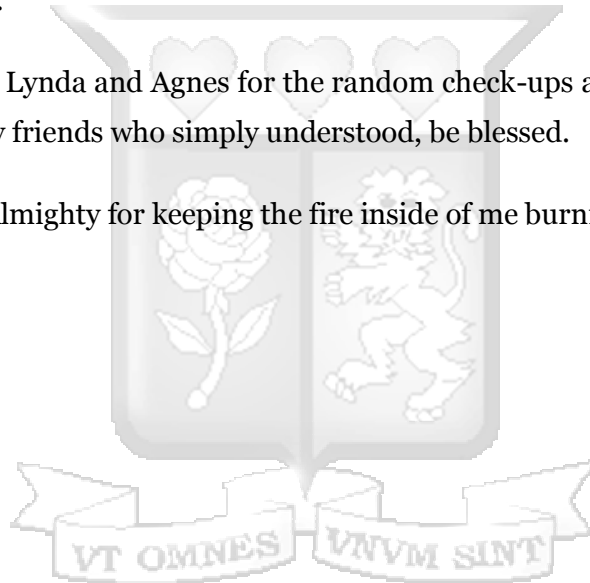 .
Lynda and Agnes for the random check-ups a
y friends who simply understood, be blessed.
lmighty for keeping the fire inside of me burni
VT OMNES VNVM SINT